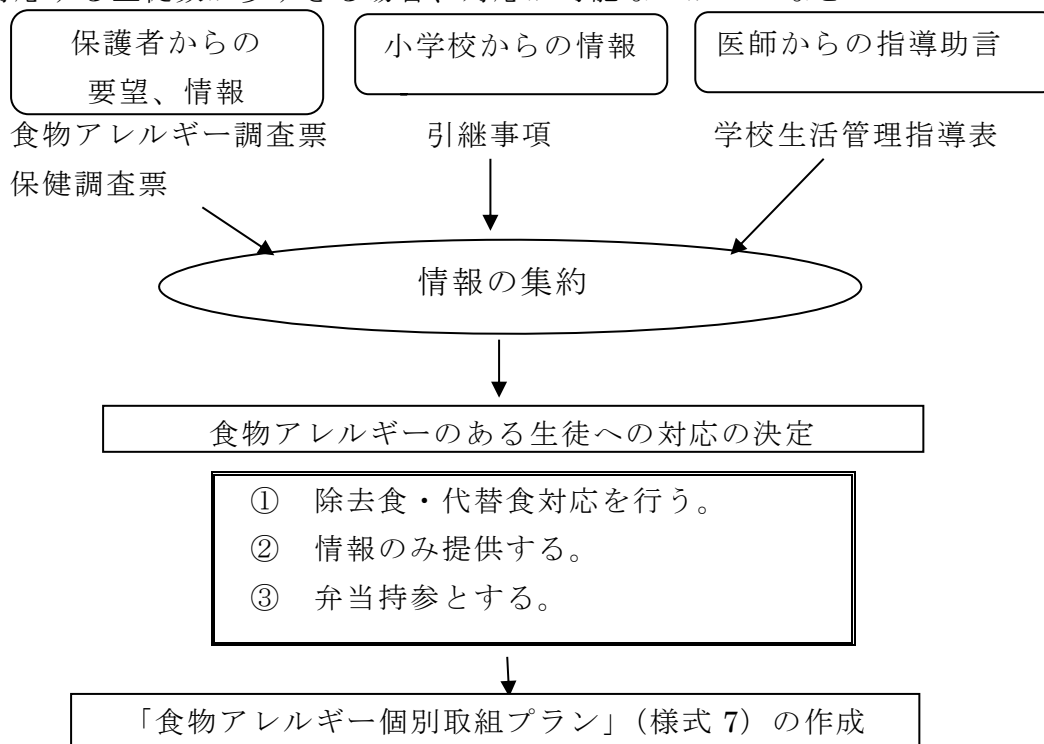 保護者からの
要望、情報
小学校からの情報
医師からの指導助言
食物アレルギー調査票
保健調査票
引継事項
学校生活管理指導表
情報の集約
食物アレルギーのある生徒への対応の決定
① 除去食・代替食対応を行う。
② 情報のみ提供する。
③ 弁当持参とする。
「食物アレルギー個別取組プラン」(様式 7) の作成